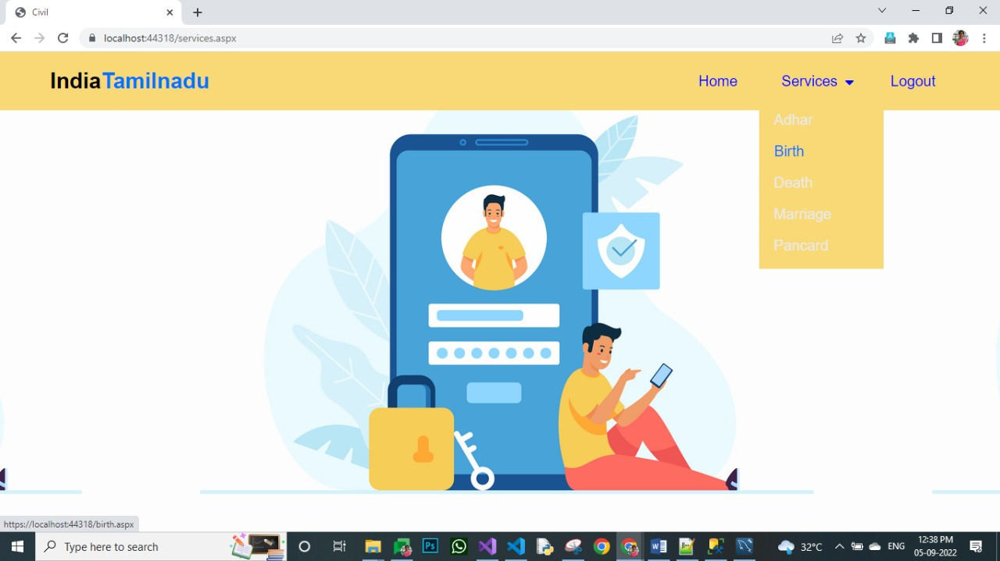 Civil
localhost:44318/services.aspx
IndiaTamilnadu
Home
Services
Logout
Adhar
Birth
Death
Marriage
Pancard
https://localhost:44318/birth.aspx
Type here to search
Ps
32°C
ENG
12:38 PM
05-09-2022